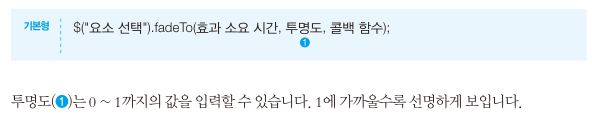 기본형 $("요소 선택").fadeTo(효과 소요 시간, 투명도, 콜백 함수);
❶
투명도(❶)는 0 ~ 1까지의 값을 입력할 수 있습니다. 1에 가까울수록 선명하게 보입니다.